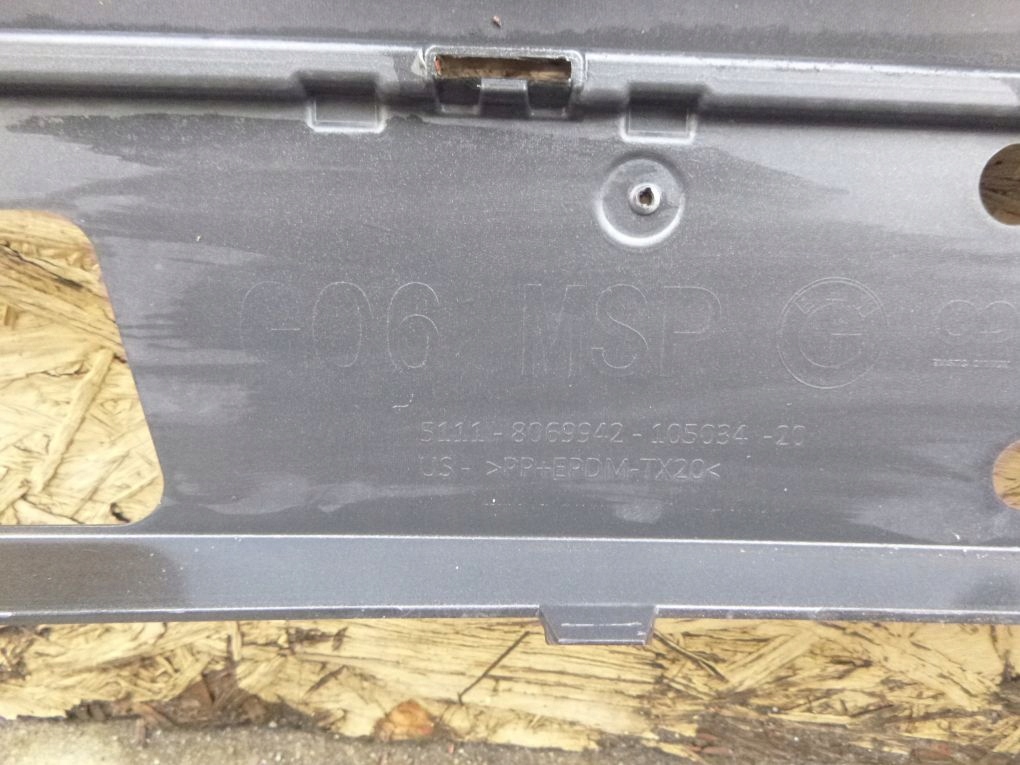 G06 MSP
5111 - 8069942 - 105034 -20
US - >PP+EPDM-TX20<